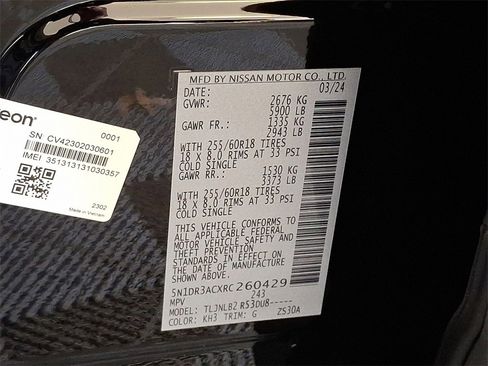 eon
0001
SN CV42302030601
IMEI 351313131030357
2302
Made in Vietnam
MFD BY NISSAN MOTOR CO., LTD.
DATE: 03/24
GVWR: 2676 KG
5900 LB
GAWR FR.: 1335 KG
2943 LB
WITH 255/60R18 TIRES
18 X 8.0 RIMS AT 33 PSI
COLD SINGLE
GAWR RR.: 1530 KG
3373 LB
WITH 255/60R18 TIRES
18 X 8.0 RIMS AT 33 PSI
COLD SINGLE
THIS VEHICLE CONFORMS TO
ALL APPLICABLE FEDERAL
MOTOR VEHICLE SAFETY AND
THEFT PREVENTION
STANDARDS IN EFFECT ON
THE DATE OF MANUFACTURE
SHOWN ABOVE.
5N1DR3ACXRC260429
MPV 243
MODEL: TLJNLB2 RS3DU8-----
COLOR: KH3 TRIM: G ZS30A